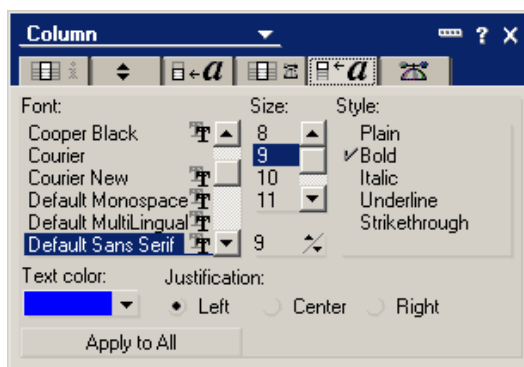 Column ? X
a a
Font: Size: Style:
Cooper Black 8 Plain
Courier 9 Bold
Courier New 10 Italic
Default Monospace 11 Underline
Default MultiLingual Strikethrough
Default Sans Serif 9
Text color: Justification:
Left Center Right
Apply to All